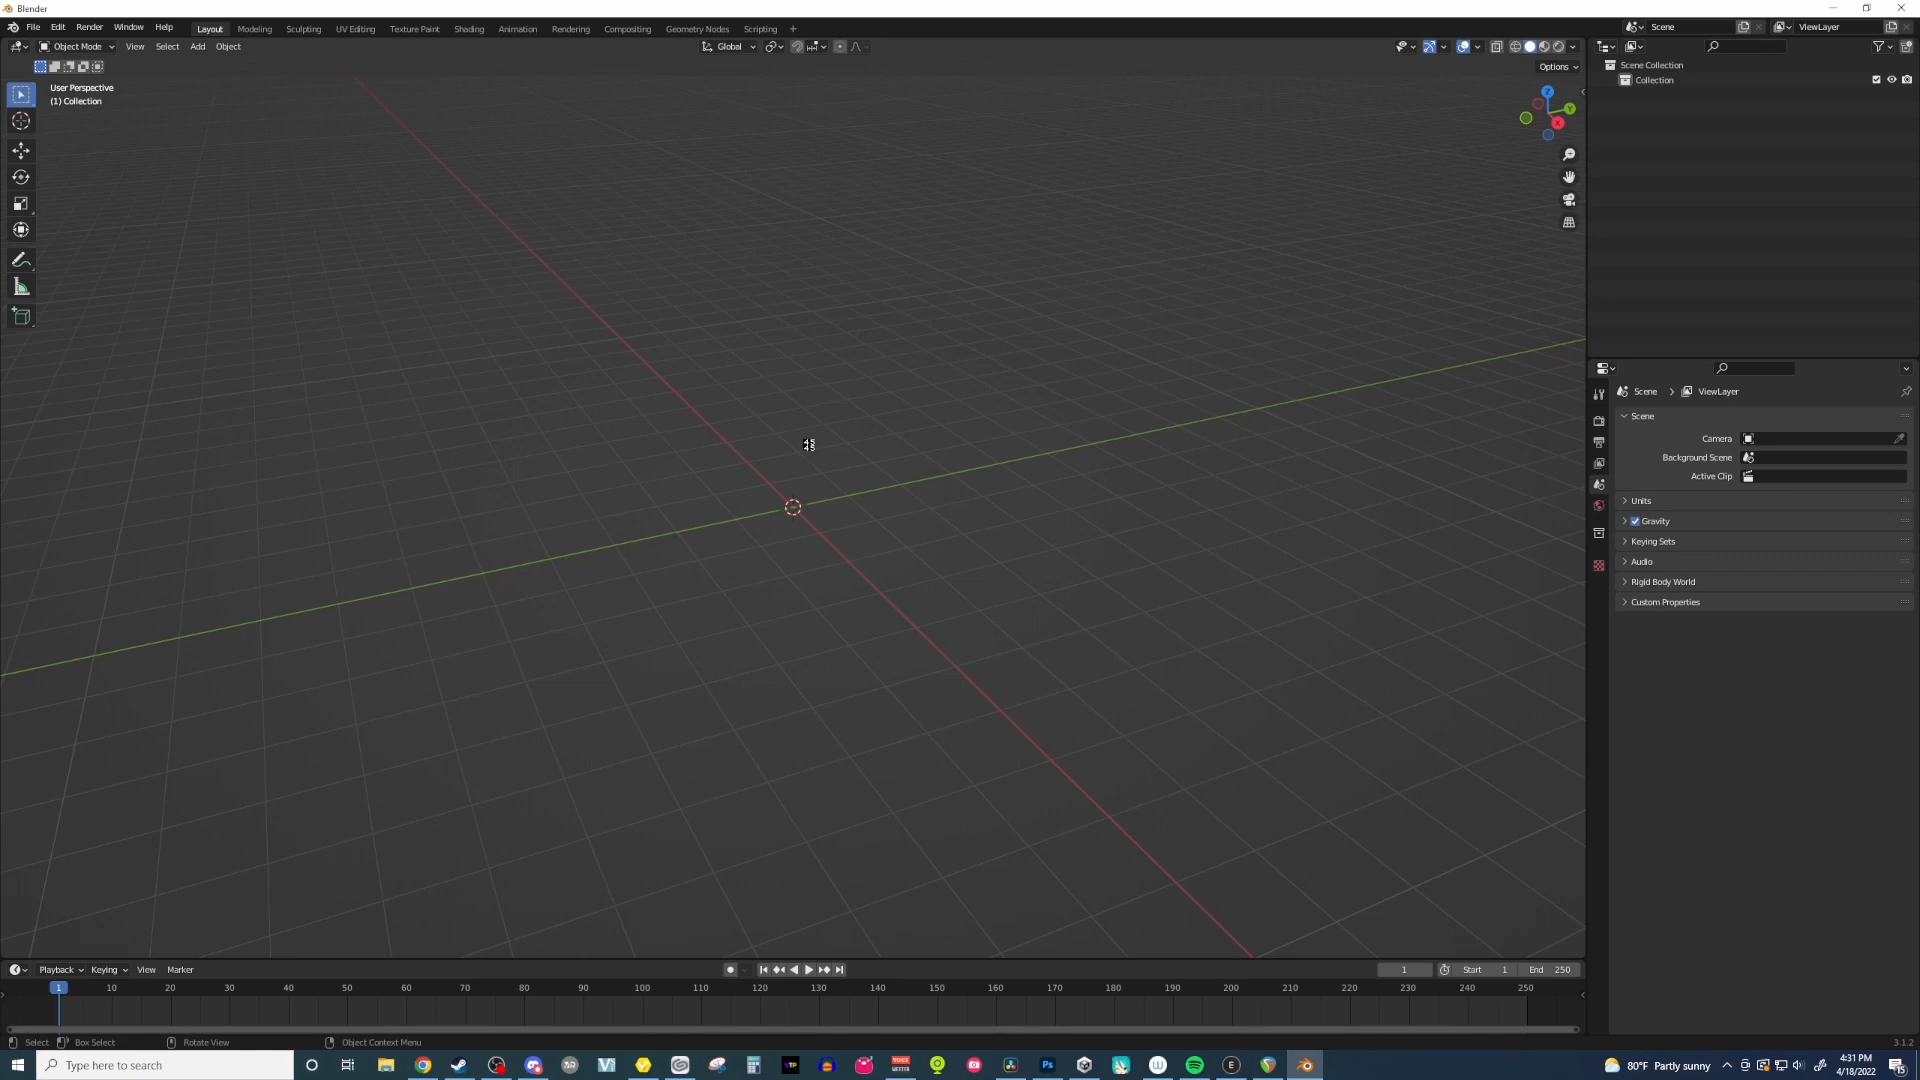 Blender
File Edit Render Window Help Layout Modeling Sculpting UV Editing Texture Paint Shading Animation Rendering Compositing Geometry Nodes Scripting + Scene ViewLayer
Object Mode View Select Add Object Global
Options
User Perspective
(1) Collection
Z
Y
X
Scene Collection
Collection
Scene > ViewLayer
Scene
Camera
Background Scene
Active Clip
Units
Gravity
Keying Sets
Audio
Rigid Body World
Custom Properties
Playback Keying View Marker 1 Start 1 End 250
1 10 20 30 40 50 60 70 80 90 100 110 120 130 140 150 160 170 180 190 200 210 220 230 240 250
Select Box Select Rotate View Object Context Menu 3.1.2
Type here to search
VTP
VOICE
Ps
E
80°F Partly sunny
4:31 PM
4/18/2022
15